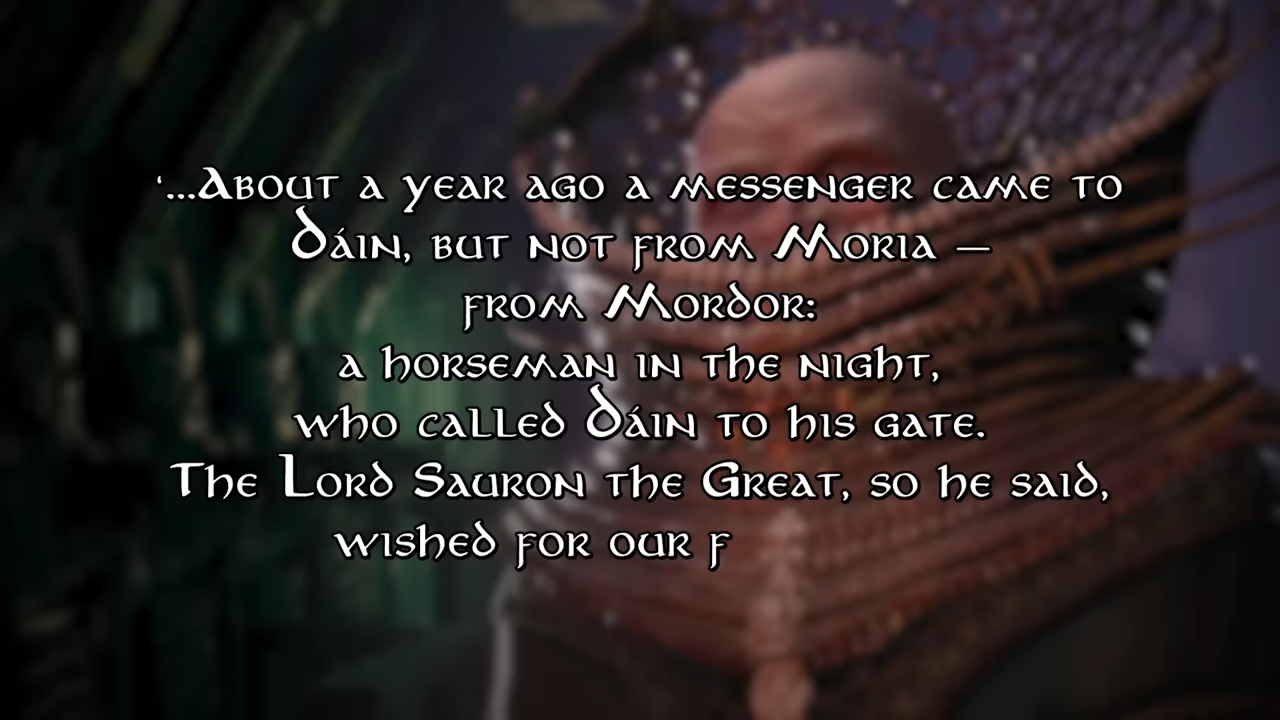 ‘...About a year ago a messenger came to
Dáin, but not from Moria —
from Mordor:
a horseman in the night,
who called Dáin to his gate.
The Lord Sauron the Great, so he said,
wished for our f